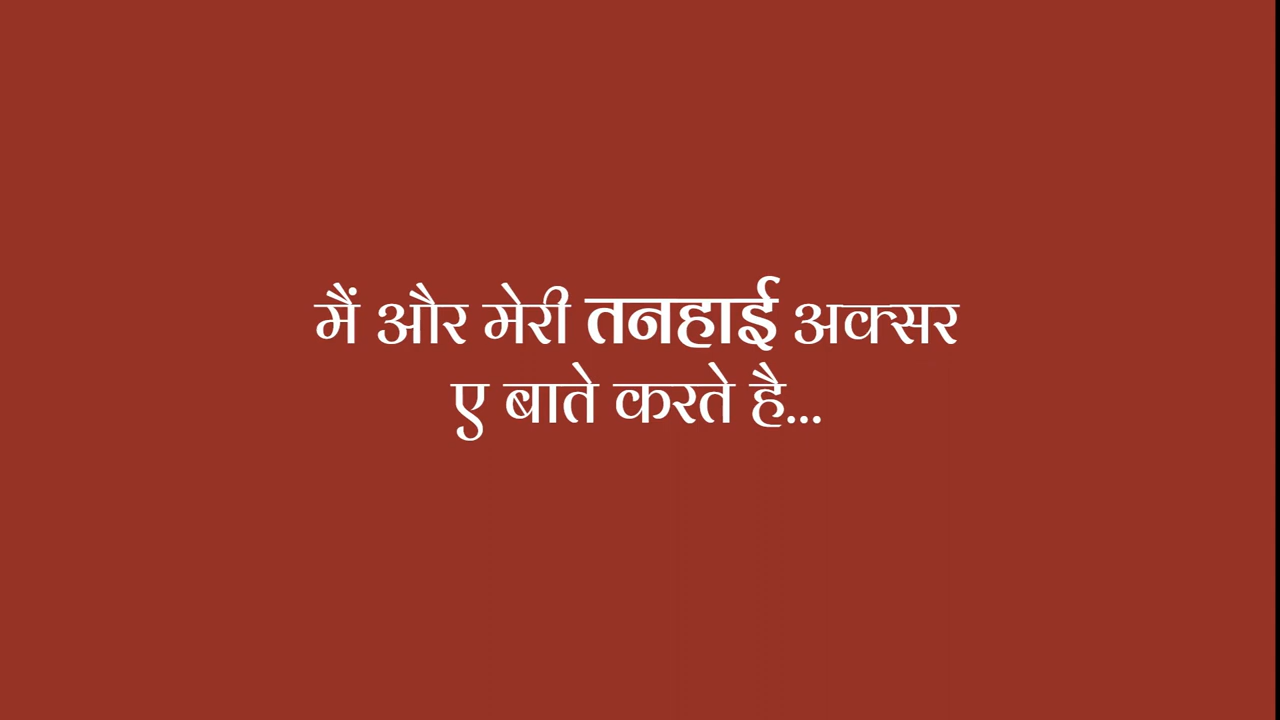 मैं और मेरी तनहाई अक्सर
ए बाते करते है...